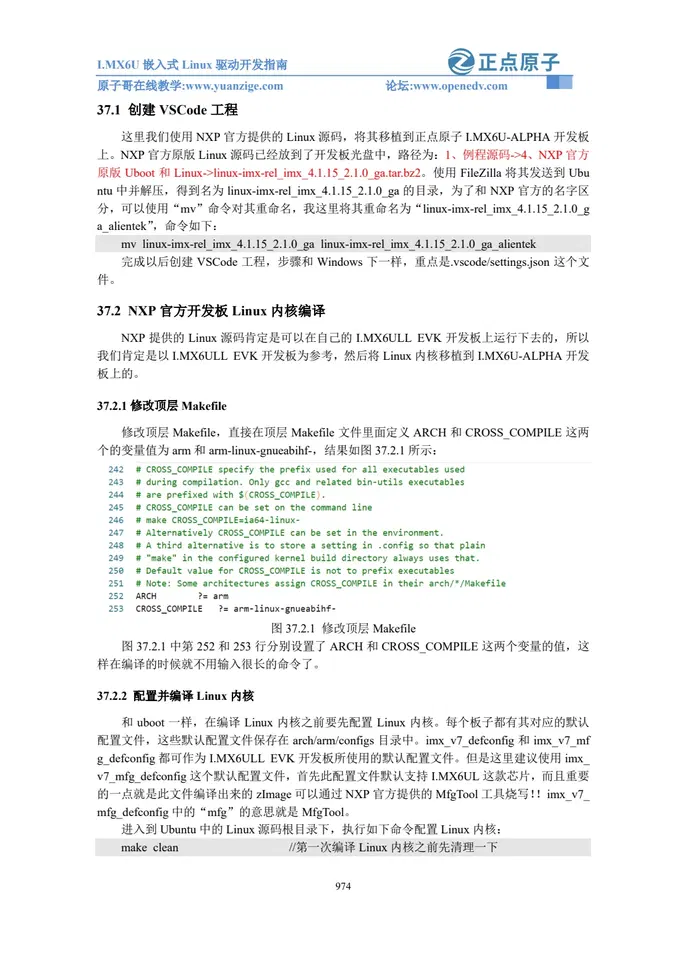 I.MX6U 嵌入式 Linux 驱动开发指南
正点原子
原子哥在线教学:www.yuanzige.com
论坛:www.openedv.com
37.1 创建 VSCode 工程
这里我们使用 NXP 官方提供的 Linux 源码，将其移植到正点原子 I.MX6U-ALPHA 开发板
上。NXP 官方原版 Linux 源码已经放到了开发板光盘中，路径为：1、例程源码->4、NXP 官方
原版 Uboot 和 Linux->linux-imx-rel_imx_4.1.15_2.1.0_ga.tar.bz2。使用 FileZilla 将其发送到 Ubu
ntu 中并解压，得到名为 linux-imx-rel_imx_4.1.15_2.1.0_ga 的目录，为了和 NXP 官方的名字区
分，可以使用“mv”命令对其重命名，我这里将其重命名为“linux-imx-rel_imx_4.1.15_2.1.0_g
a_alientek”，命令如下：
mv linux-imx-rel_imx_4.1.15_2.1.0_ga linux-imx-rel_imx_4.1.15_2.1.0_ga_alientek
完成以后创建 VSCode 工程，步骤和 Windows 下一样，重点是.vscode/settings.json 这个文
件。
37.2 NXP 官方开发板 Linux 内核编译
NXP 提供的 Linux 源码肯定是可以在自己的 I.MX6ULL EVK 开发板上运行下去的，所以
我们肯定是以 I.MX6ULL EVK 开发板为参考，然后将 Linux 内核移植到 I.MX6U-ALPHA 开发
板上的。
37.2.1 修改顶层 Makefile
修改顶层 Makefile，直接在顶层 Makefile 文件里面定义 ARCH 和 CROSS_COMPILE 这两
个的变量值为 arm 和 arm-linux-gnueabihf-，结果如图 37.2.1 所示：
242 # CROSS_COMPILE specify the prefix used for all executables used
243 # during compilation. Only gcc and related bin-utils executables
244 # are prefixed with $(CROSS_COMPILE).
245 # CROSS_COMPILE can be set on the command line
246 # make CROSS_COMPILE=ia64-linux-
247 # Alternatively CROSS_COMPILE can be set in the environment.
248 # A third alternative is to store a setting in .config so that plain
249 # "make" in the configured kernel build directory always uses that.
250 # Default value for CROSS_COMPILE is not to prefix executables
251 # Note: Some architectures assign CROSS_COMPILE in their arch/*/Makefile
252 ARCH ?= arm
253 CROSS_COMPILE ?= arm-linux-gnueabihf-
图 37.2.1 修改顶层 Makefile
图 37.2.1 中第 252 和 253 行分别设置了 ARCH 和 CROSS_COMPILE 这两个变量的值，这
样在编译的时候就不用输入很长的命令了。
37.2.2 配置并编译 Linux 内核
和 uboot 一样，在编译 Linux 内核之前要先配置 Linux 内核。每个板子都有其对应的默认
配置文件，这些默认配置文件保存在 arch/arm/configs 目录中。imx_v7_defconfig 和 imx_v7_mf
g_defconfig 都可作为 I.MX6ULL EVK 开发板所使用的默认配置文件。但是这里建议使用 imx_
v7_mfg_defconfig 这个默认配置文件，首先此配置文件默认支持 I.MX6UL 这款芯片，而且重要
的一点就是此文件编译出来的 zImage 可以通过 NXP 官方提供的 MfgTool 工具烧写！！imx_v7_
mfg_defconfig 中的“mfg”的意思就是 MfgTool。
进入到 Ubuntu 中的 Linux 源码根目录下，执行如下命令配置 Linux 内核：
make clean //第一次编译 Linux 内核之前先清理一下
974